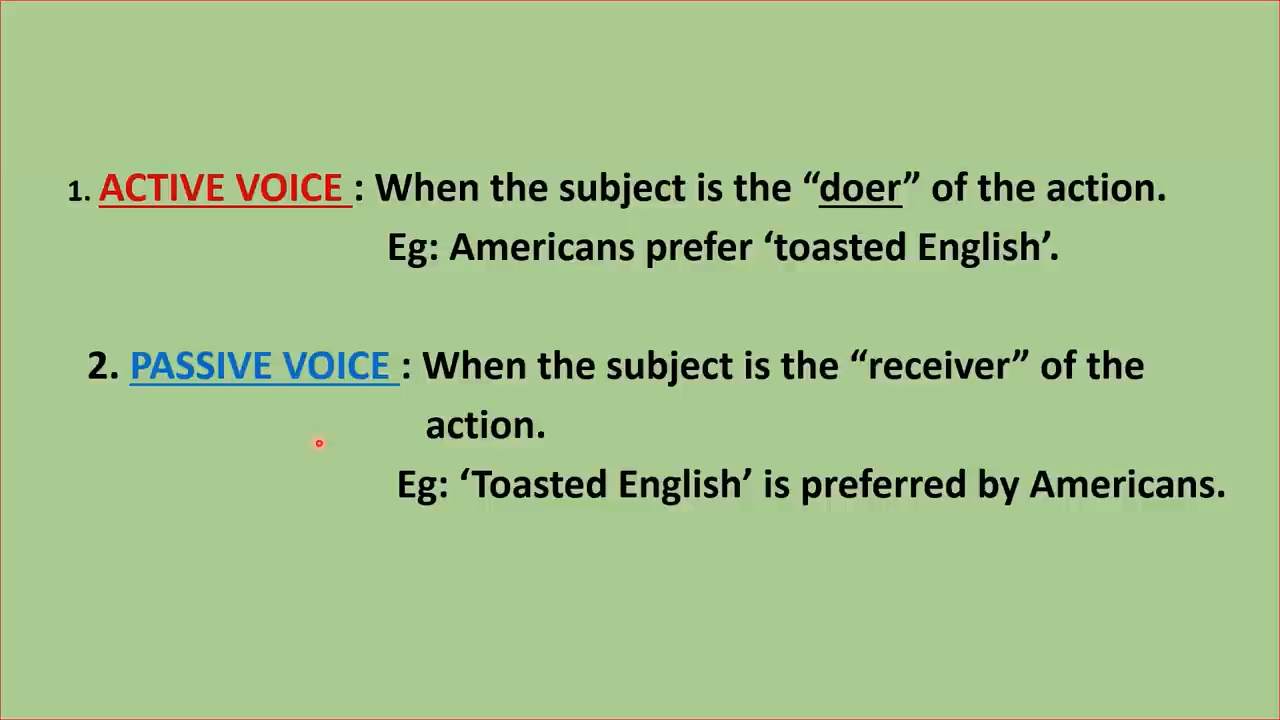 1. ACTIVE VOICE : When the subject is the “doer” of the action.
Eg: Americans prefer ‘toasted English’.
2. PASSIVE VOICE : When the subject is the “receiver” of the
action.
Eg: ‘Toasted English’ is preferred by Americans.